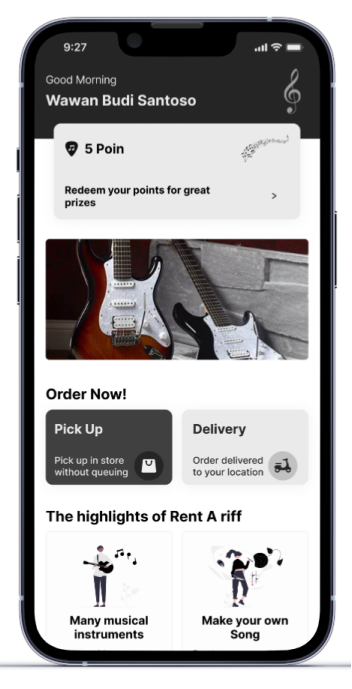 9:27
Good Morning
Wawan Budi Santoso
5 Poin
Redeem your points for great
prizes
>
Order Now!
Pick Up
Pick up in store
without queuing
Delivery
Order delivered
to your location
The highlights of Rent A riff
Many musical
instruments
Make your own
Song